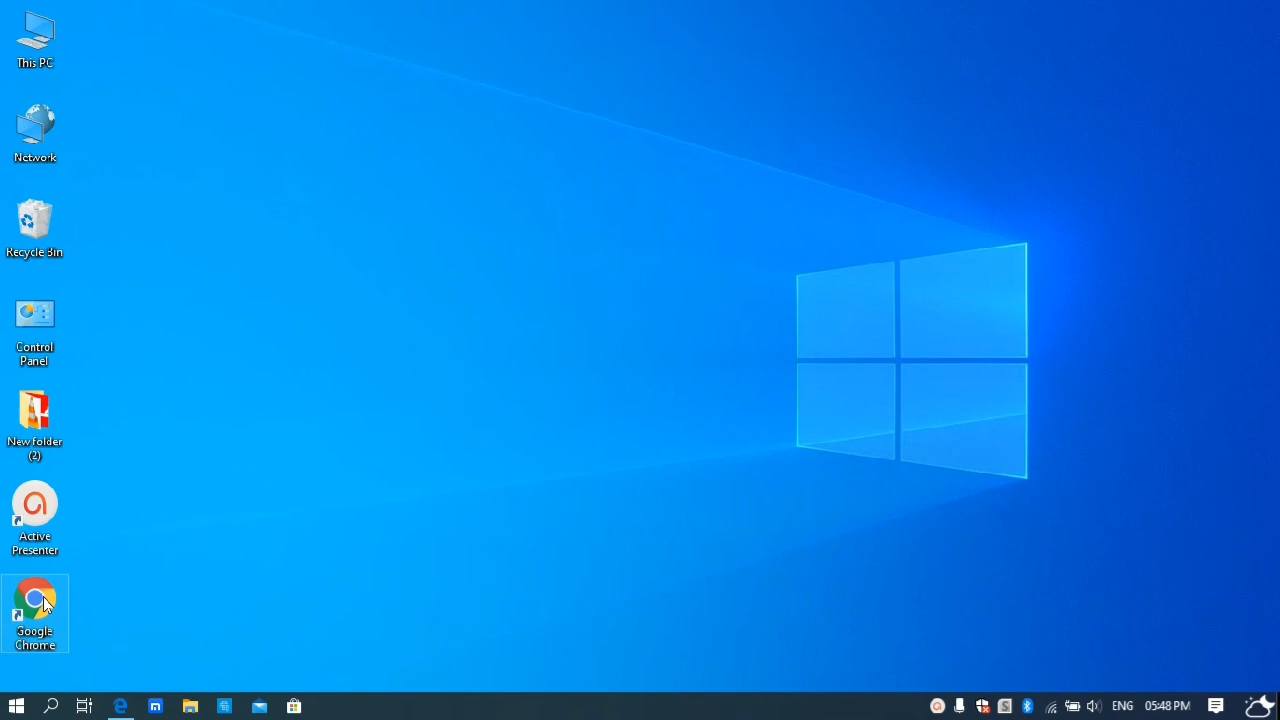 This PC
Network
Recycle Bin
Control
Panel
New folder
(2)
Active
Presenter
Google
Chrome
ENG
05:48 PM